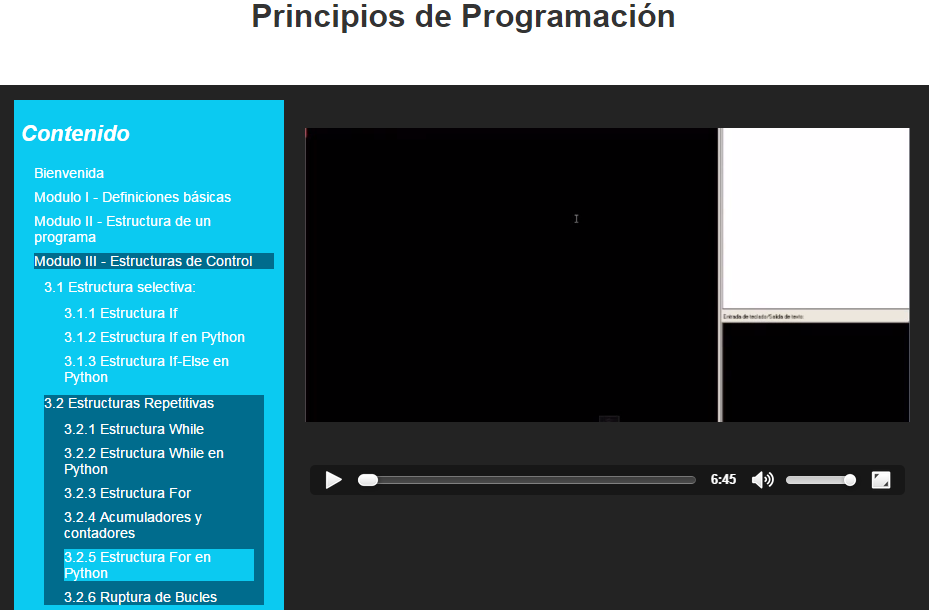 Principios de Programación
Contenido
Bienvenida
Modulo I - Definiciones básicas
Modulo II - Estructura de un
programa
Modulo III - Estructuras de Control
3.1 Estructura selectiva:
3.1.1 Estructura If
3.1.2 Estructura If en Python
3.1.3 Estructura If-Else en
Python
3.2 Estructuras Repetitivas
3.2.1 Estructura While
3.2.2 Estructura While en
Python
3.2.3 Estructura For
3.2.4 Acumuladores y
contadores
3.2.5 Estructura For en
Python
3.2.6 Ruptura de Bucles
Entrada de teclado/Salida de texto
6:45